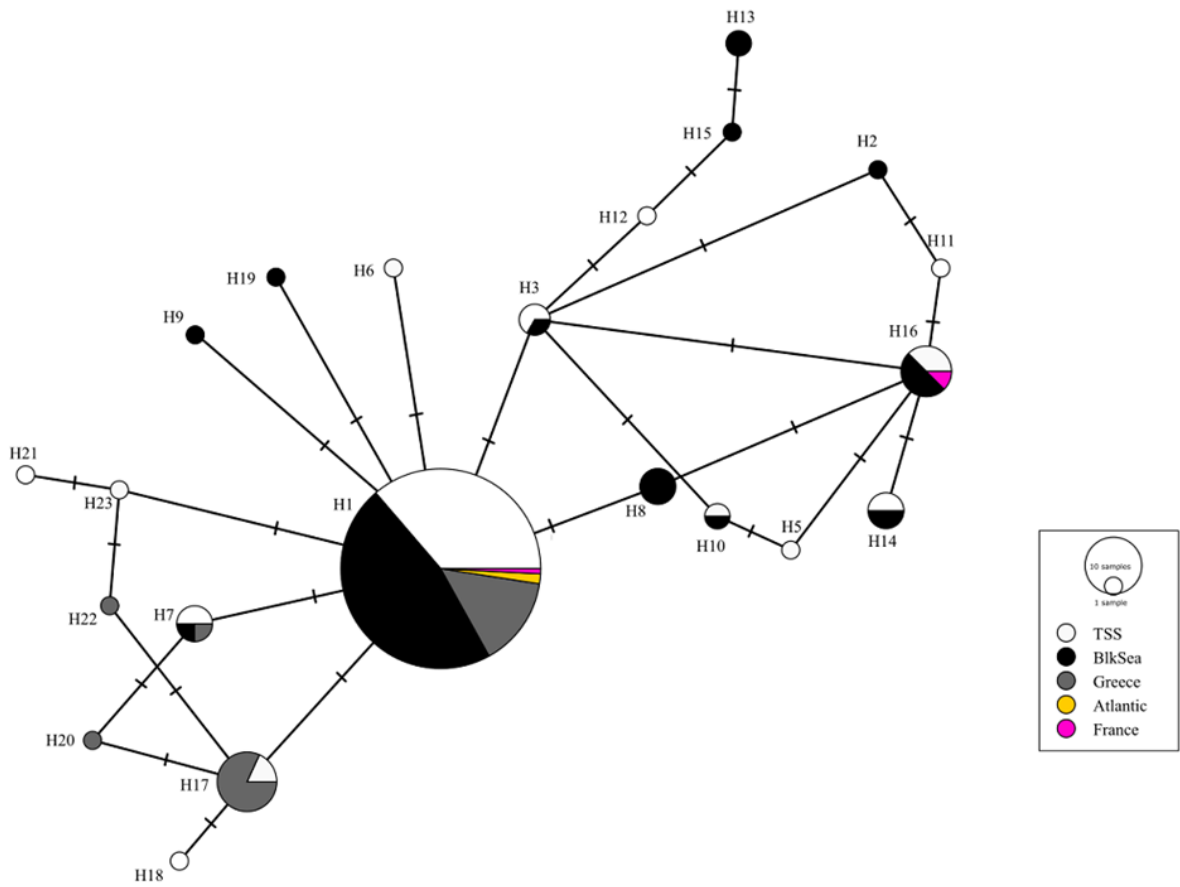 H13
H15
H2
H12
H11
H19
H6
H3
H9
H16
H21
H23
H1
H8
H10
H5
H14
H22
H7
H20
H17
H18
10 samples
1 sample
TSS
BlkSea
Greece
Atlantic
France